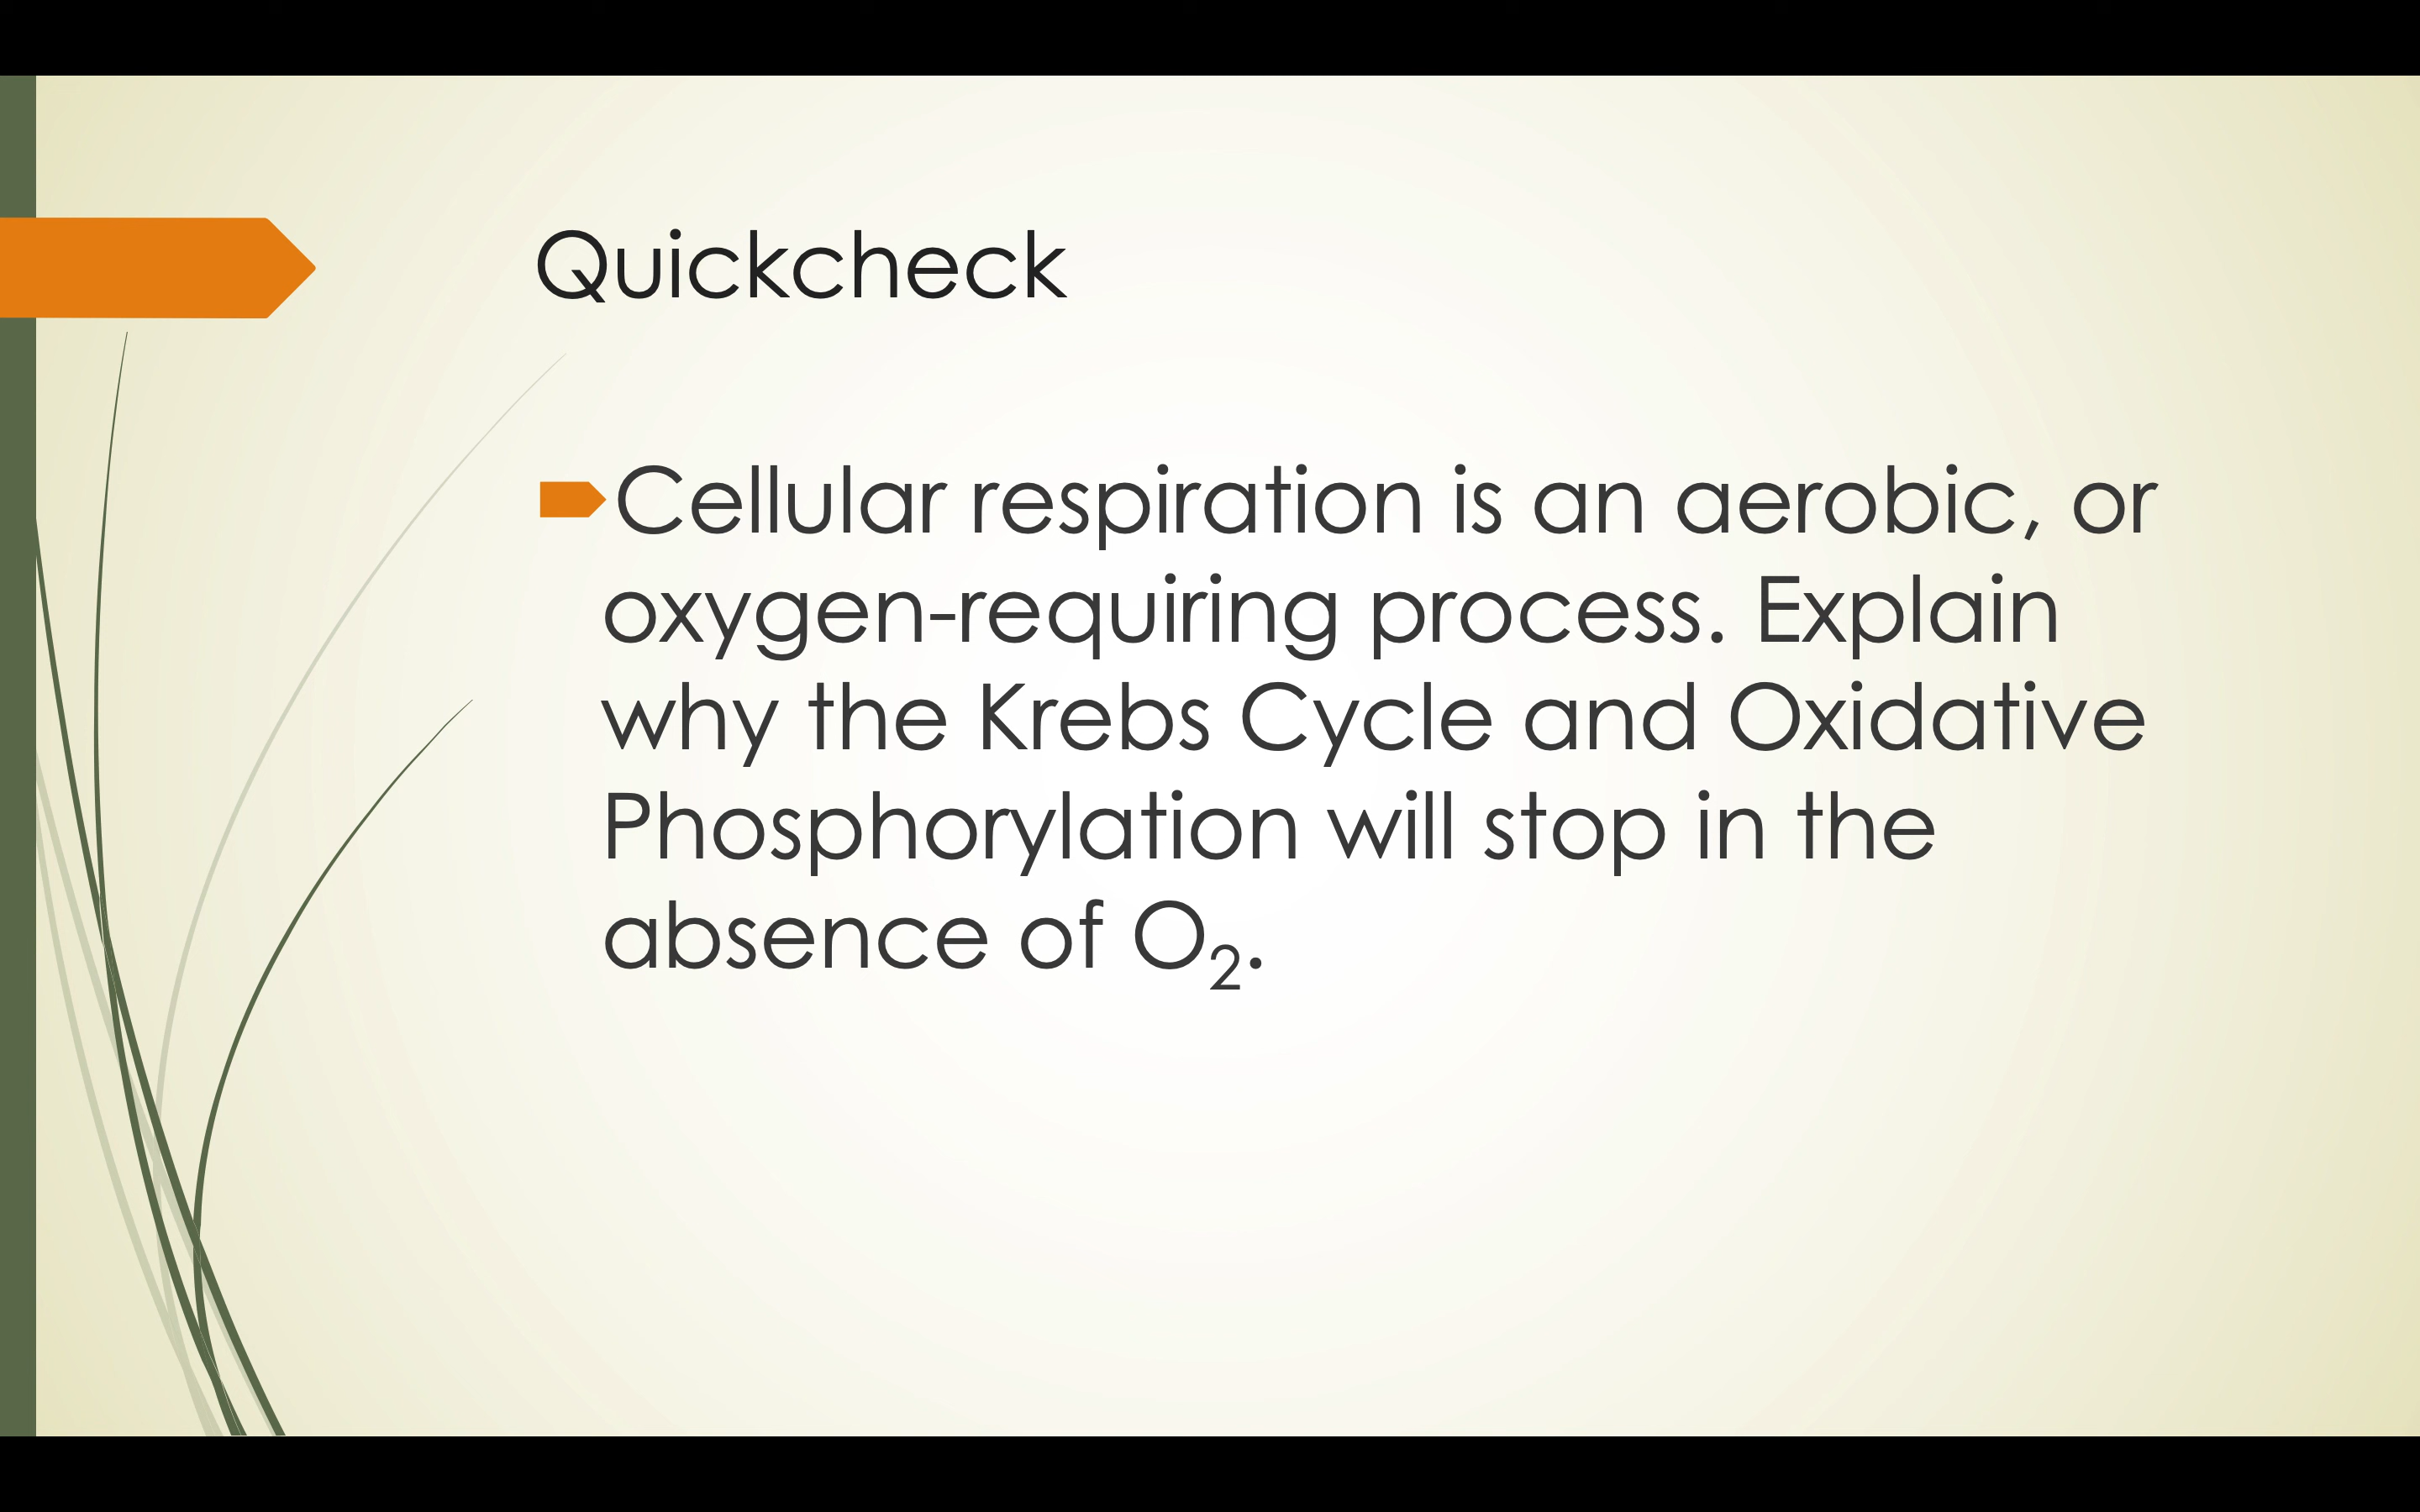 Quickcheck
Cellular respiration is an aerobic, or
oxygen-requiring process. Explain
why the Krebs Cycle and Oxidative
Phosphorylation will stop in the
absence of O₂.